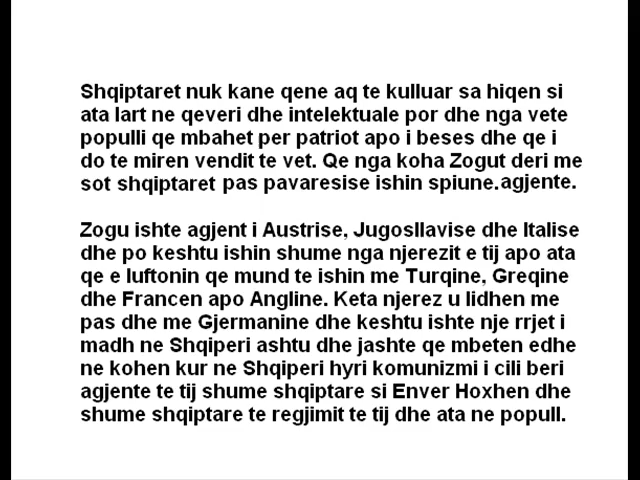 Shqiptaret nuk kane qene aq te kulluar sa hiqen si
ata lart ne qeveri dhe intelektuale por dhe nga vete
populli qe mbahet per patriot apo i beses dhe qe i
do te miren vendit te vet. Qe nga koha Zogut deri me
sot shqiptaret pas pavaresise ishin spiune.agjente.
Zogu ishte agjent i Austrise, Jugosllavise dhe Italise
dhe po keshtu ishin shume nga njerezit e tij apo ata
qe e luftonin qe mund te ishin me Turqine, Greqine
dhe Francen apo Angline. Keta njerez u lidhen me
pas dhe me Gjermanine dhe keshtu ishte nje rrjet i
madh ne Shqiperi ashtu dhe jashte qe mbeten edhe
ne kohen kur ne Shqiperi hyri komunizmi i cili beri
agjente te tij shume shqiptare si Enver Hoxhen dhe
shume shqiptare te regjimit te tij dhe ata ne popull.